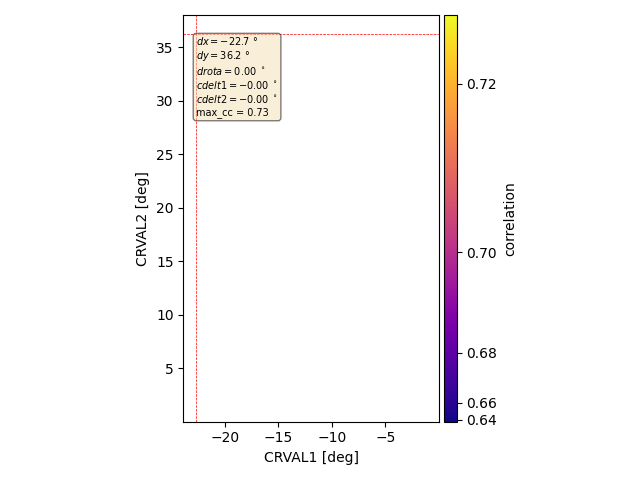 35
30
25
20
15
10
5
CRVAL2 [deg]
dx = −22.7 °
dy = 36.2 °
drota = 0.00 °
cdelt1 = −0.00 °
cdelt2 = −0.00 °
max_cc = 0.73
−20 −15 −10 −5
CRVAL1 [deg]
0.72
0.70
0.68
0.66
0.64
correlation